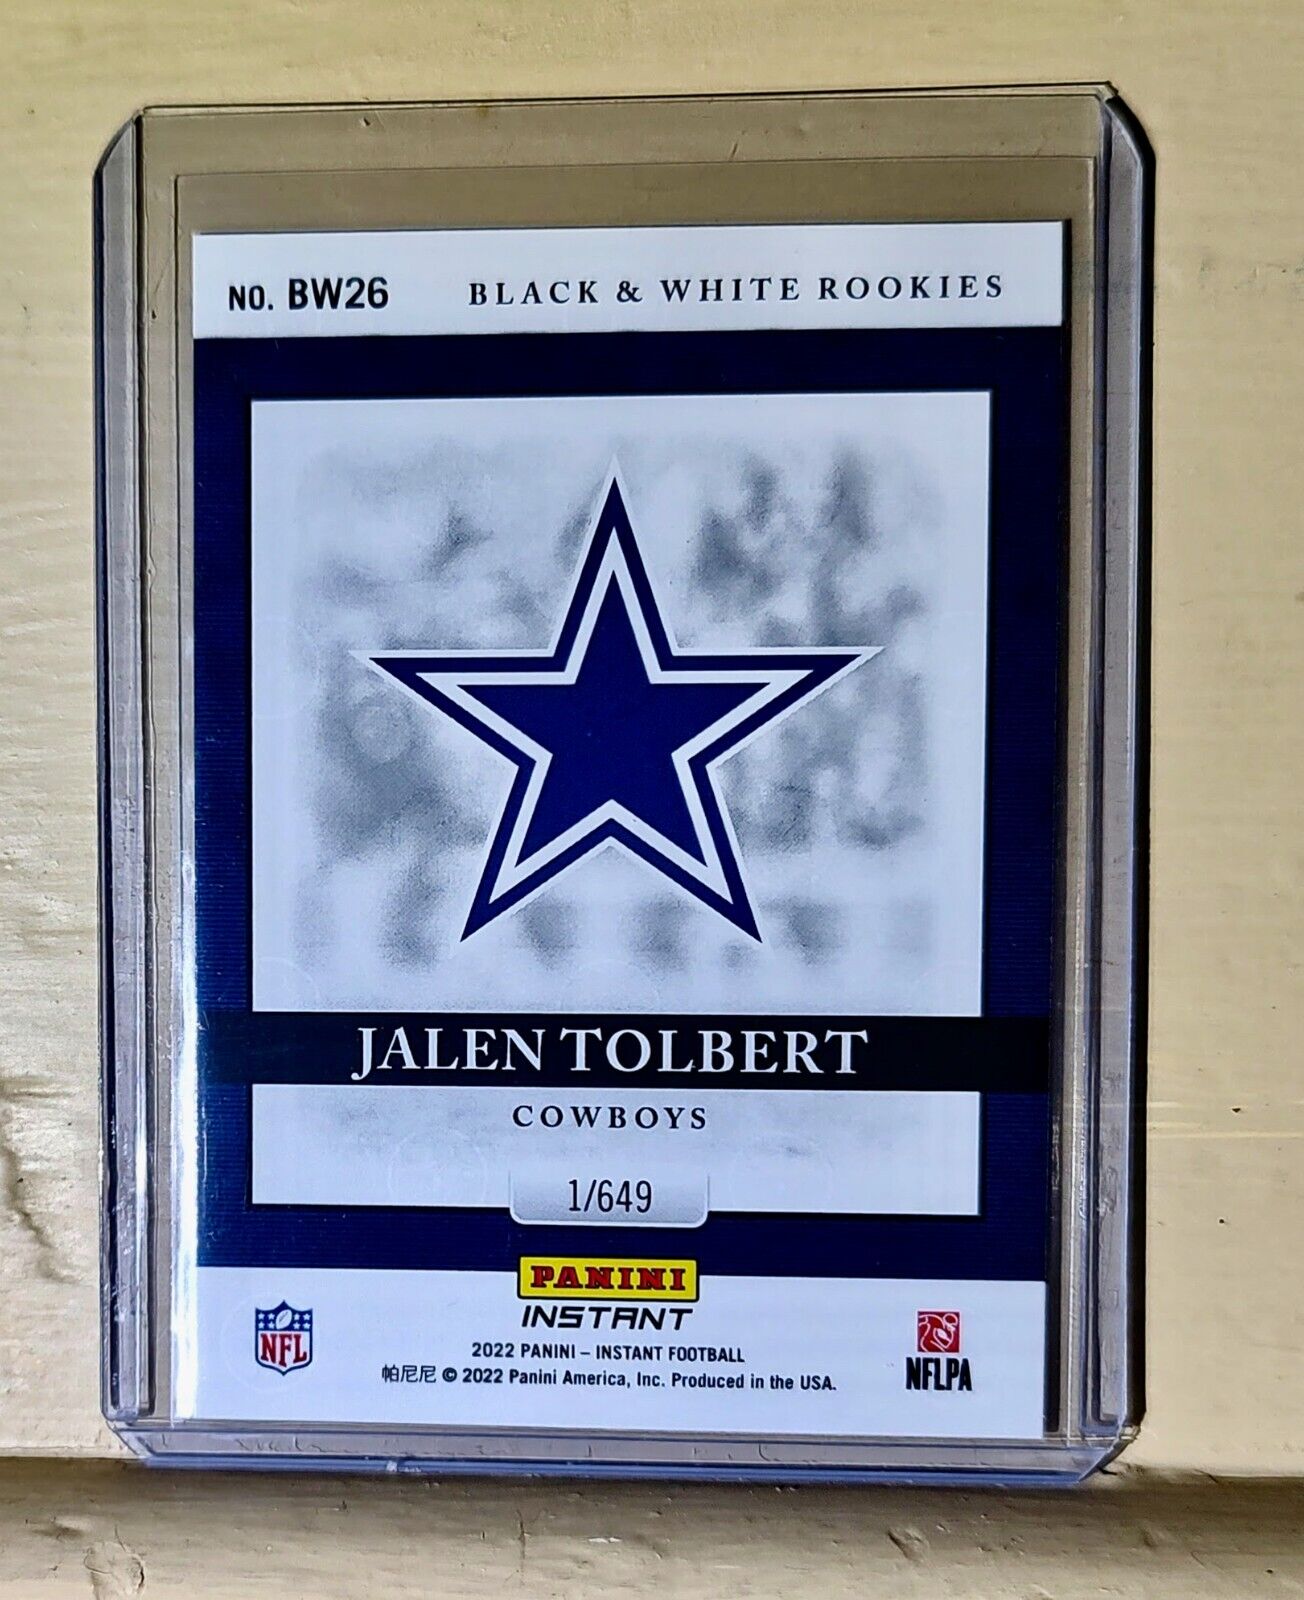 NO. BW26 BLACK & WHITE ROOKIES
JALEN TOLBERT
COWBOYS
1/649
PANINI
INSTANT
2022 PANINI – INSTANT FOOTBALL
帕尼尼 © 2022 Panini America, Inc. Produced in the USA.
NFL
NFLPA